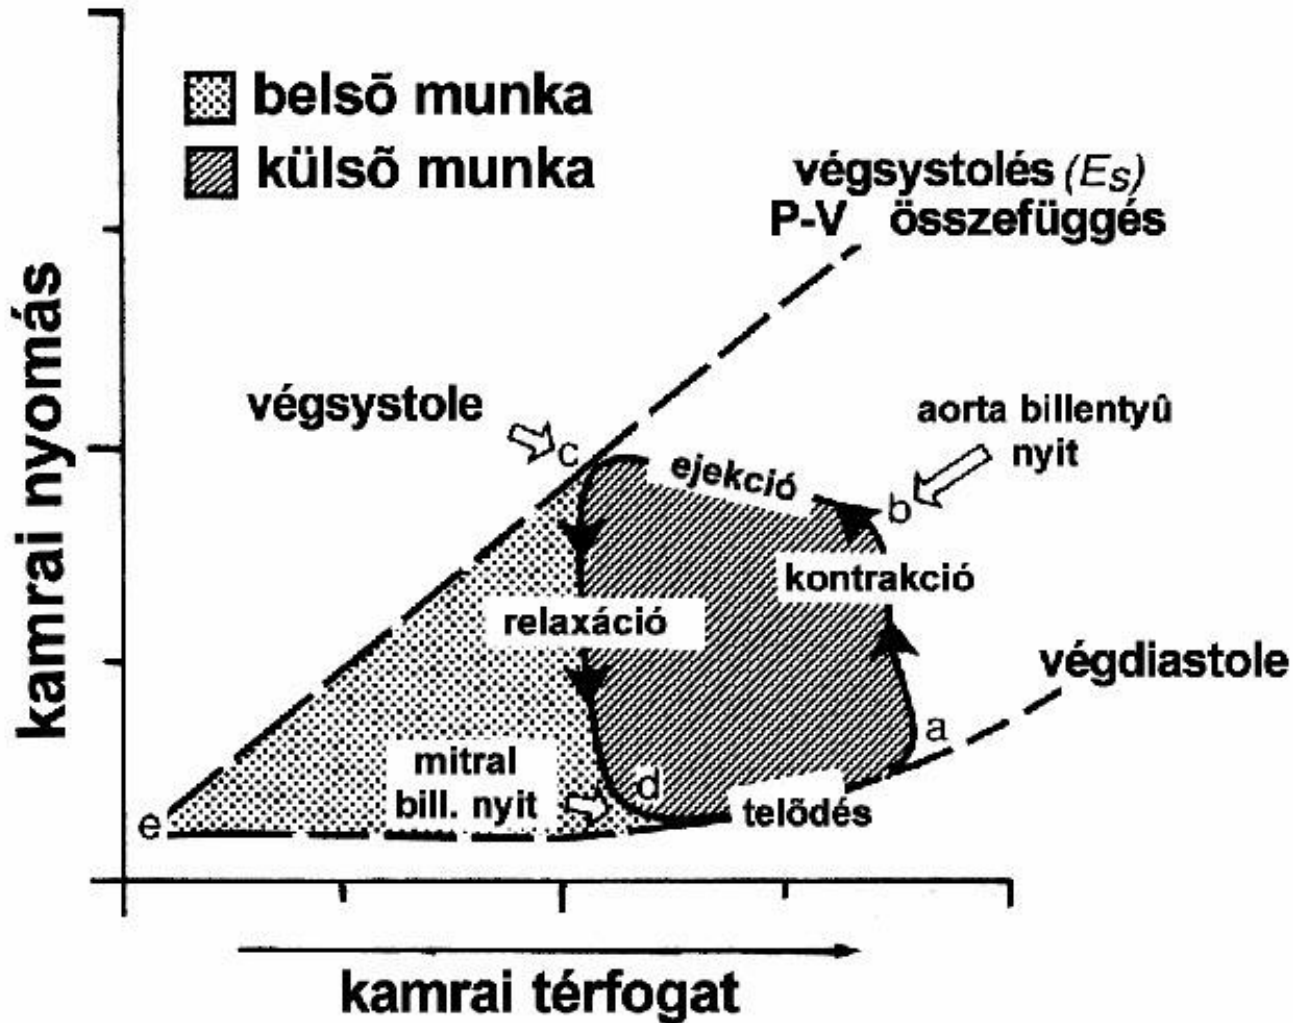 belsõ munka
külsõ munka
végsystolés (Es)
P-V összefüggés
kamrai nyomás
végsystole
c
ejekció
aorta billentyû
nyit
b
kontrakció
relaxáció
végdiastole
a
mitral
bill. nyit
d
telõdés
e
kamrai térfogat